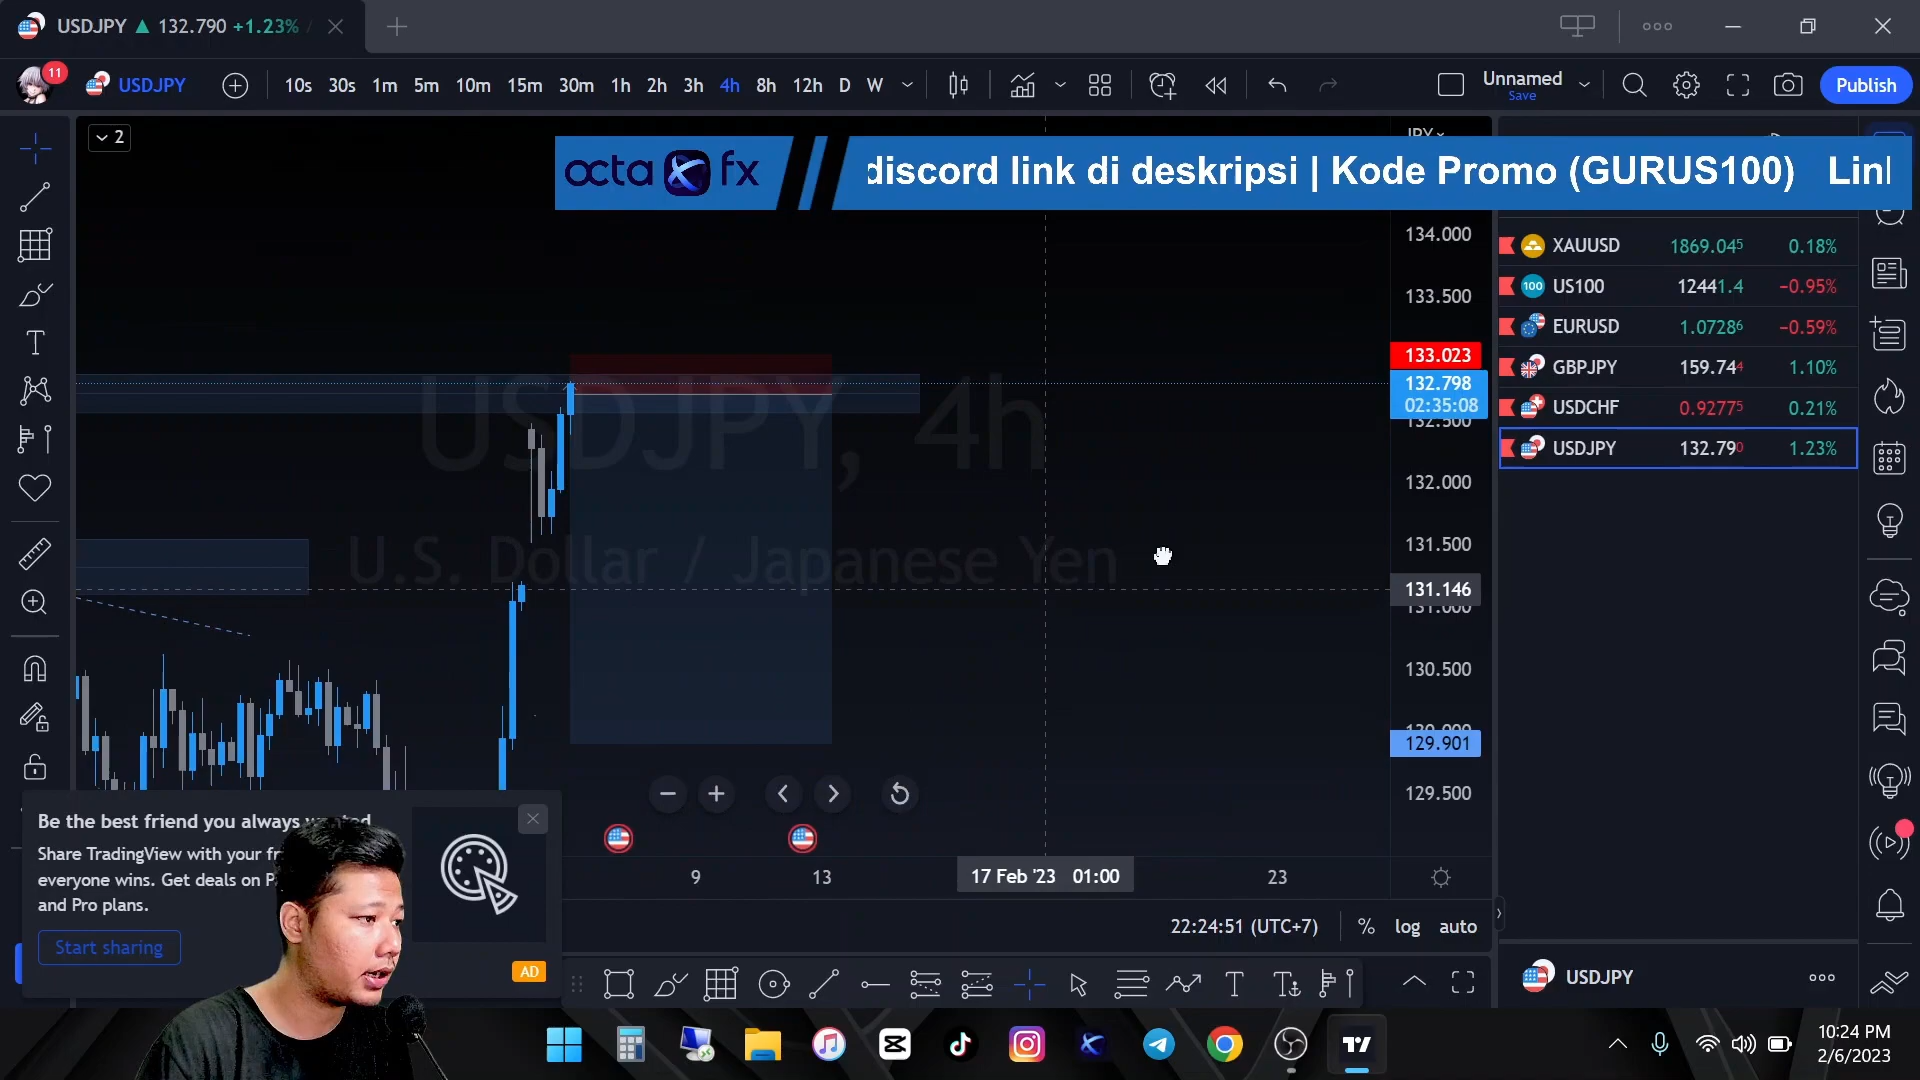 USDJPY ▲ 132.790 +1.23% /
11
USDJPY
10s 30s 1m 5m 10m 15m 30m 1h 2h 3h 4h 8h 12h D W
Unnamed
Save
Publish
2
JPY
octa fx
discord link di deskripsi | Kode Promo (GURUS100)
134.000
133.500
133.023
132.798
02:35:08
132.500
132.000
131.500
131.146
131.000
130.500
129.901
129.500
USDJPY, 4h
U.S. Dollar / Japanese Yen
XAUUSD 1869.045 0.18%
US100 12441.4 −0.95%
100
EURUSD 1.07286 −0.59%
GBPJPY 159.744 1.10%
USDCHF 0.92775 0.21%
USDJPY 132.790 1.23%
9 13 17 Feb '23 01:00 23
22:24:51 (UTC+7) % log auto
Be the best friend you always
Share TradingView with your
everyone wins. Get deals on
and Pro plans.
Start sharing
AD
USDJPY
10:24 PM
2/6/2023